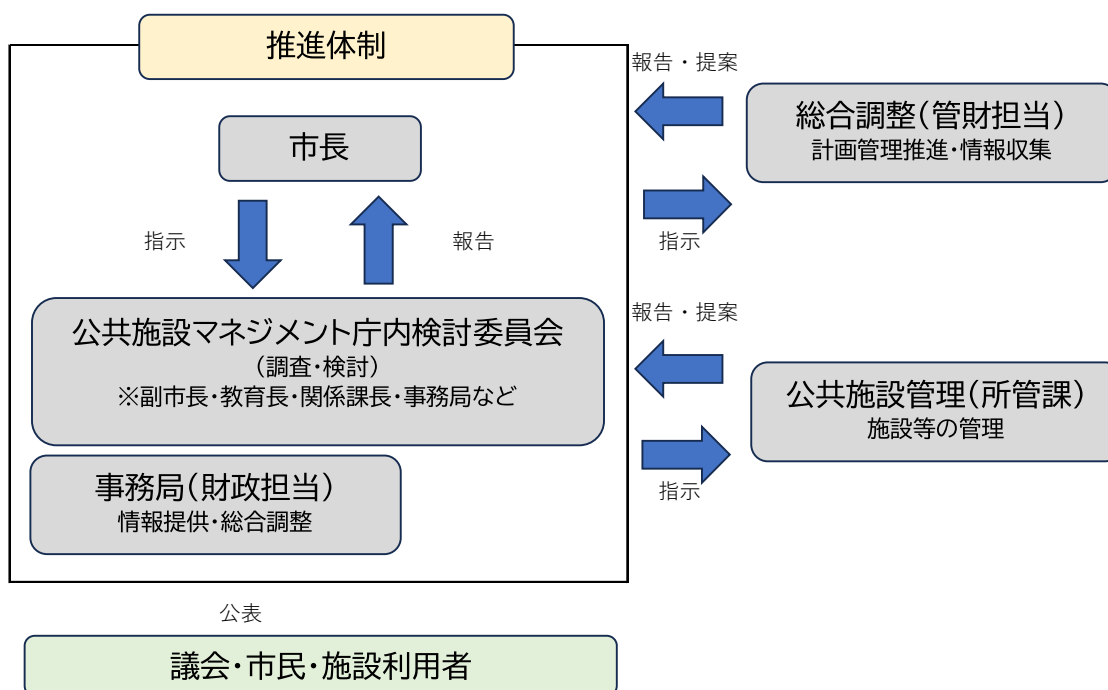 推進体制
市長
指示
報告
公共施設マネジメント庁内検討委員会
（調査・検討）
※副市長・教育長・関係課長・事務局など
事務局（財政担当）
情報提供・総合調整
報告・提案
総合調整（管財担当）
計画管理推進・情報収集
指示
報告・提案
公共施設管理（所管課）
施設等の管理
指示
公表
議会・市民・施設利用者